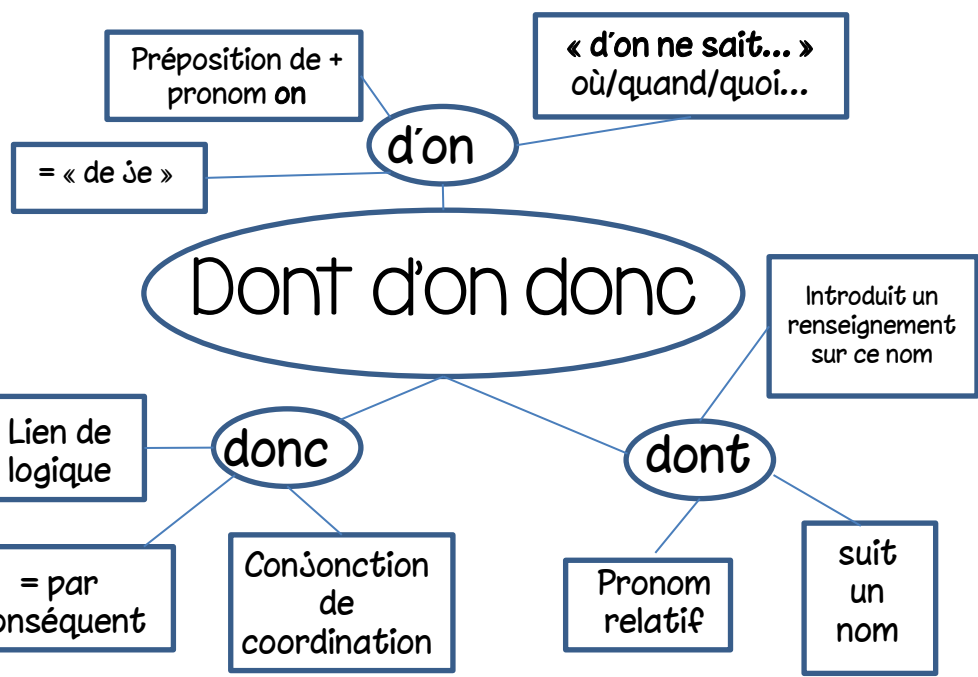 Préposition de +
pronom on
« d'on ne sait... »
où/quand/quoi...
d'on
= « de je »
Dont d'on donc
Introduit un
renseignement
sur ce nom
Lien de
logique
donc
dont
= par
onséquent
Conjonction
de
coordination
Pronom
relatif
suit
un
nom